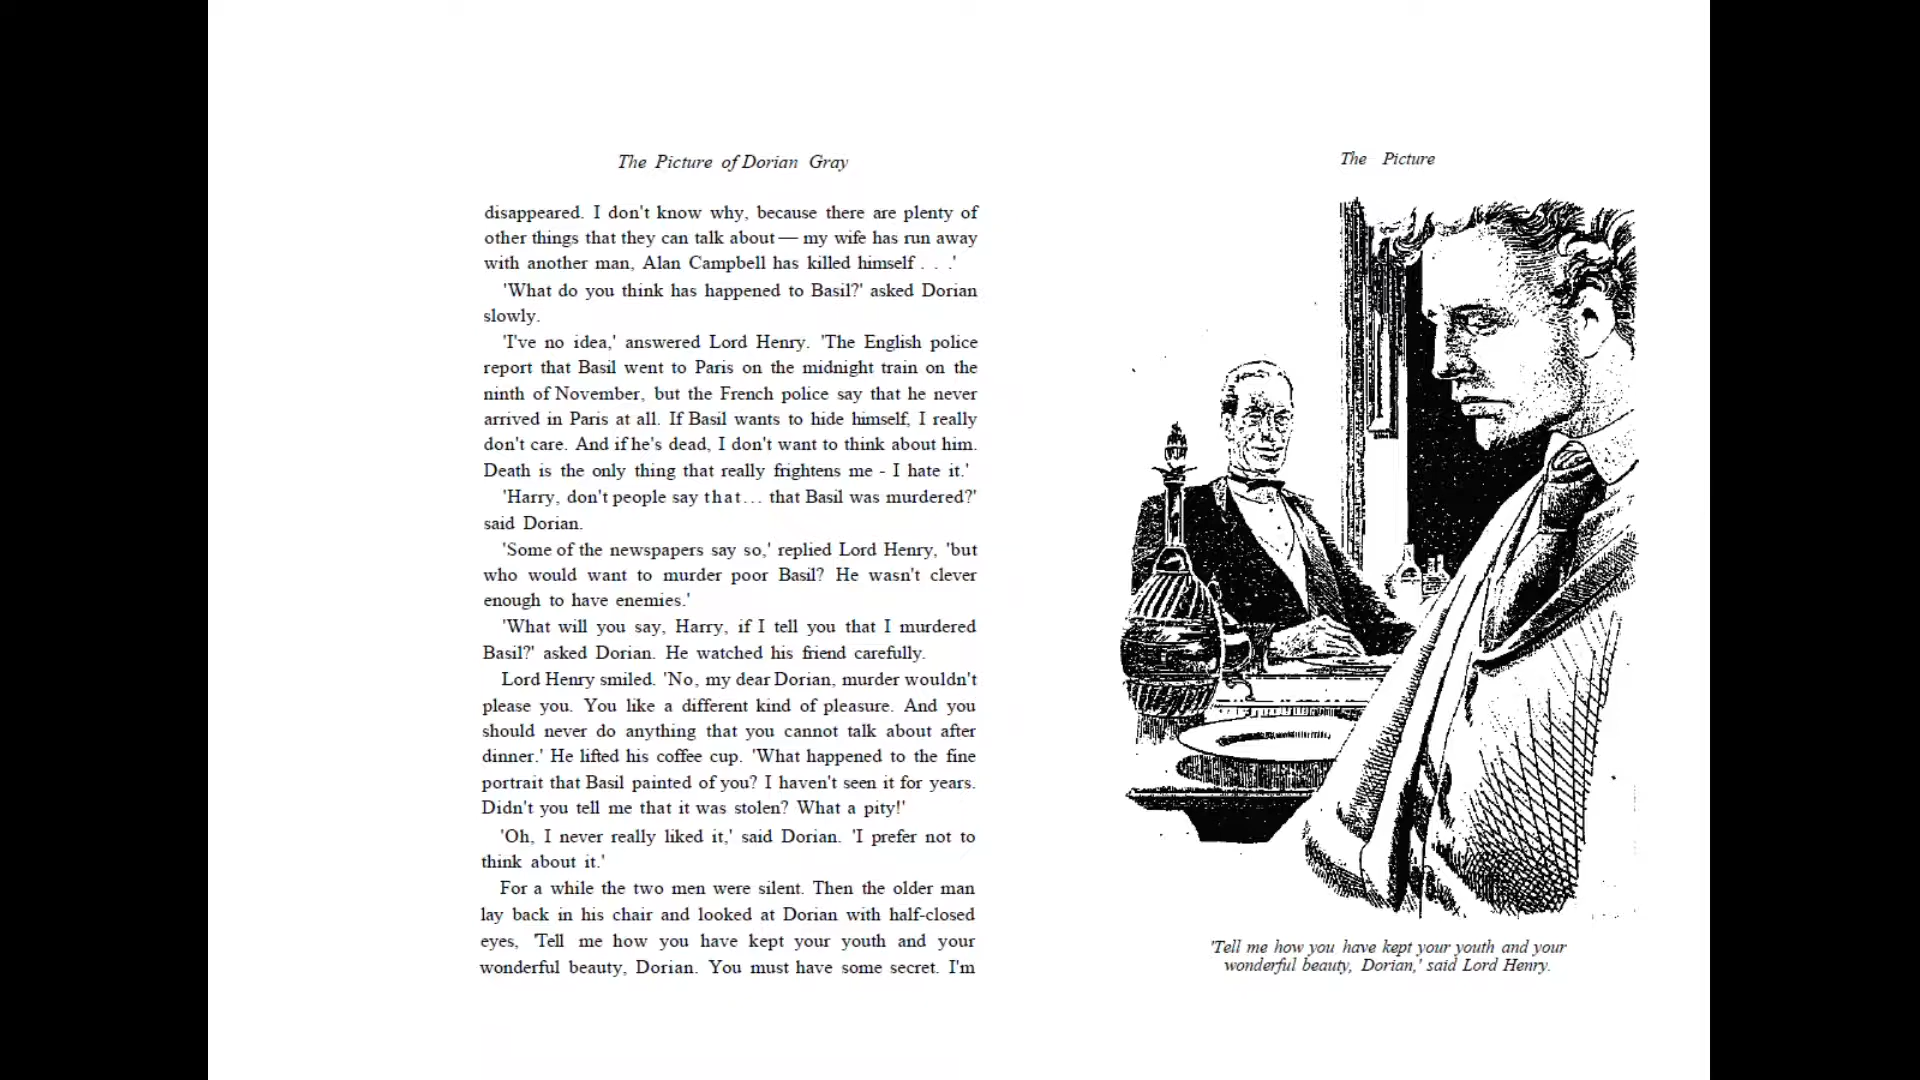 The Picture of Dorian Gray
disappeared. I don't know why, because there are plenty of
other things that they can talk about — my wife has run away
with another man, Alan Campbell has killed himself . . .'
'What do you think has happened to Basil?' asked Dorian
slowly.
'I've no idea,' answered Lord Henry. 'The English police
report that Basil went to Paris on the midnight train on the
ninth of November, but the French police say that he never
arrived in Paris at all. If Basil wants to hide himself, I really
don't care. And if he's dead, I don't want to think about him.
Death is the only thing that really frightens me - I hate it.'
'Harry, don't people say that... that Basil was murdered?'
said Dorian.
'Some of the newspapers say so,' replied Lord Henry, 'but
who would want to murder poor Basil? He wasn't clever
enough to have enemies.'
'What will you say, Harry, if I tell you that I murdered
Basil?' asked Dorian. He watched his friend carefully.
Lord Henry smiled. 'No, my dear Dorian, murder wouldn't
please you. You like a different kind of pleasure. And you
should never do anything that you cannot talk about after
dinner.' He lifted his coffee cup. 'What happened to the fine
portrait that Basil painted of you? I haven't seen it for years.
Didn't you tell me that it was stolen? What a pity!'
'Oh, I never really liked it,' said Dorian. 'I prefer not to
think about it.'
For a while the two men were silent. Then the older man
lay back in his chair and looked at Dorian with half-closed
eyes, 'Tell me how you have kept your youth and your
wonderful beauty, Dorian. You must have some secret. I'm
The Picture
'Tell me how you have kept your youth and your
wonderful beauty, Dorian,' said Lord Henry.